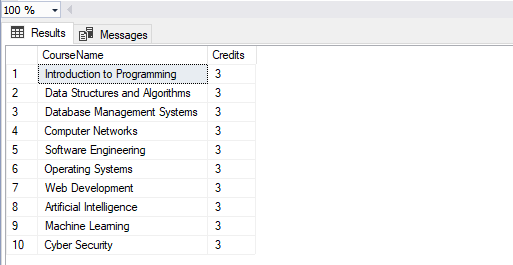 100 %
Results Messages
CourseName Credits
1 Introduction to Programming 3
2 Data Structures and Algorithms 3
3 Database Management Systems 3
4 Computer Networks 3
5 Software Engineering 3
6 Operating Systems 3
7 Web Development 3
8 Artificial Intelligence 3
9 Machine Learning 3
10 Cyber Security 3